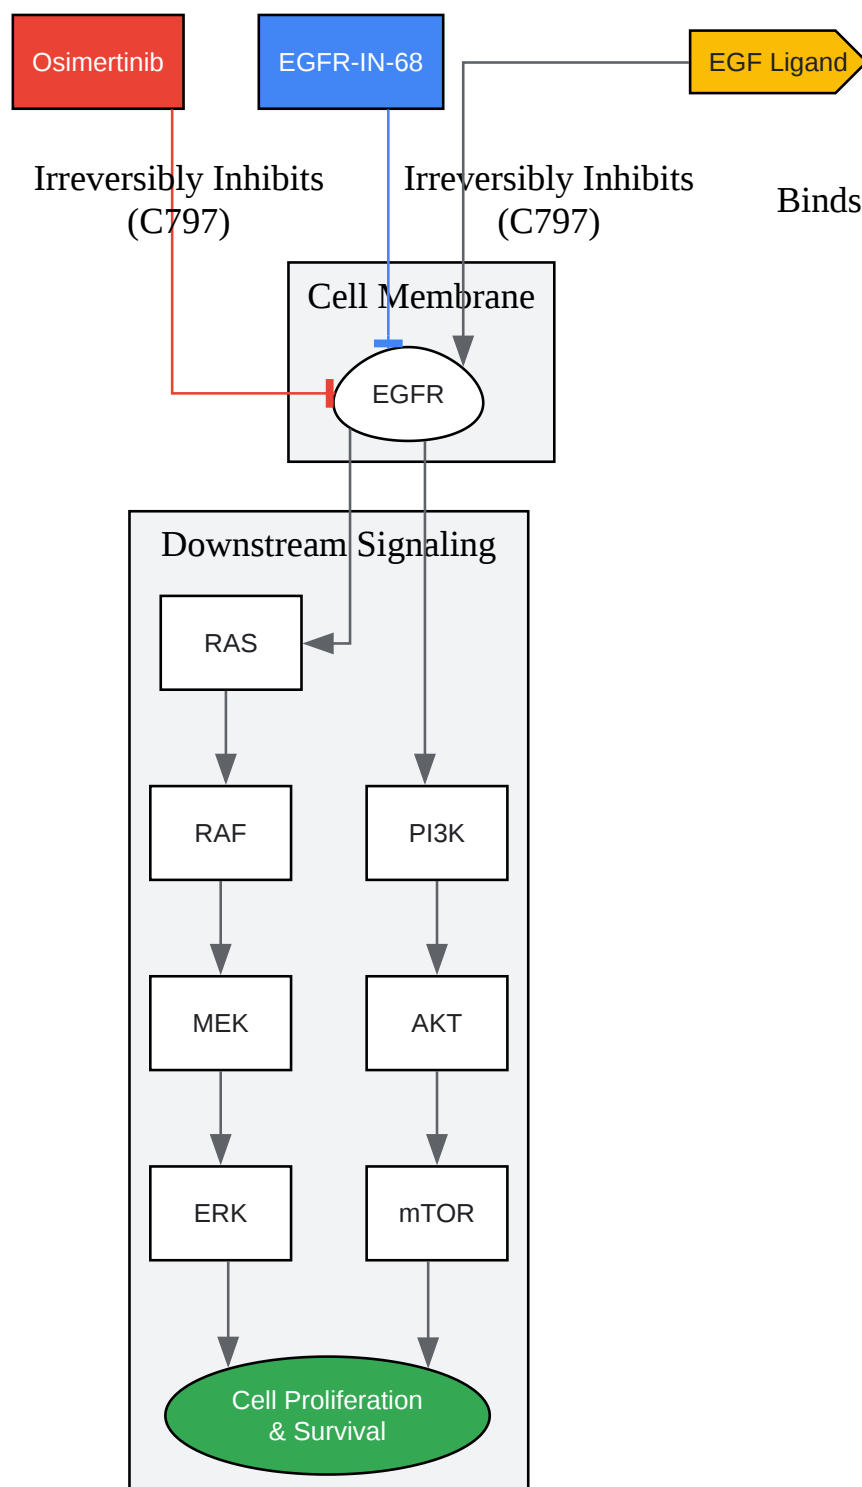 Osimertinib
EGFR-IN-68
EGF Ligand
Irreversibly Inhibits
(C797)
Irreversibly Inhibits
(C797)
Binds
Cell Membrane
EGFR
Downstream Signaling
RAS
RAF
PI3K
MEK
AKT
ERK
mTOR
Cell Proliferation
& Survival